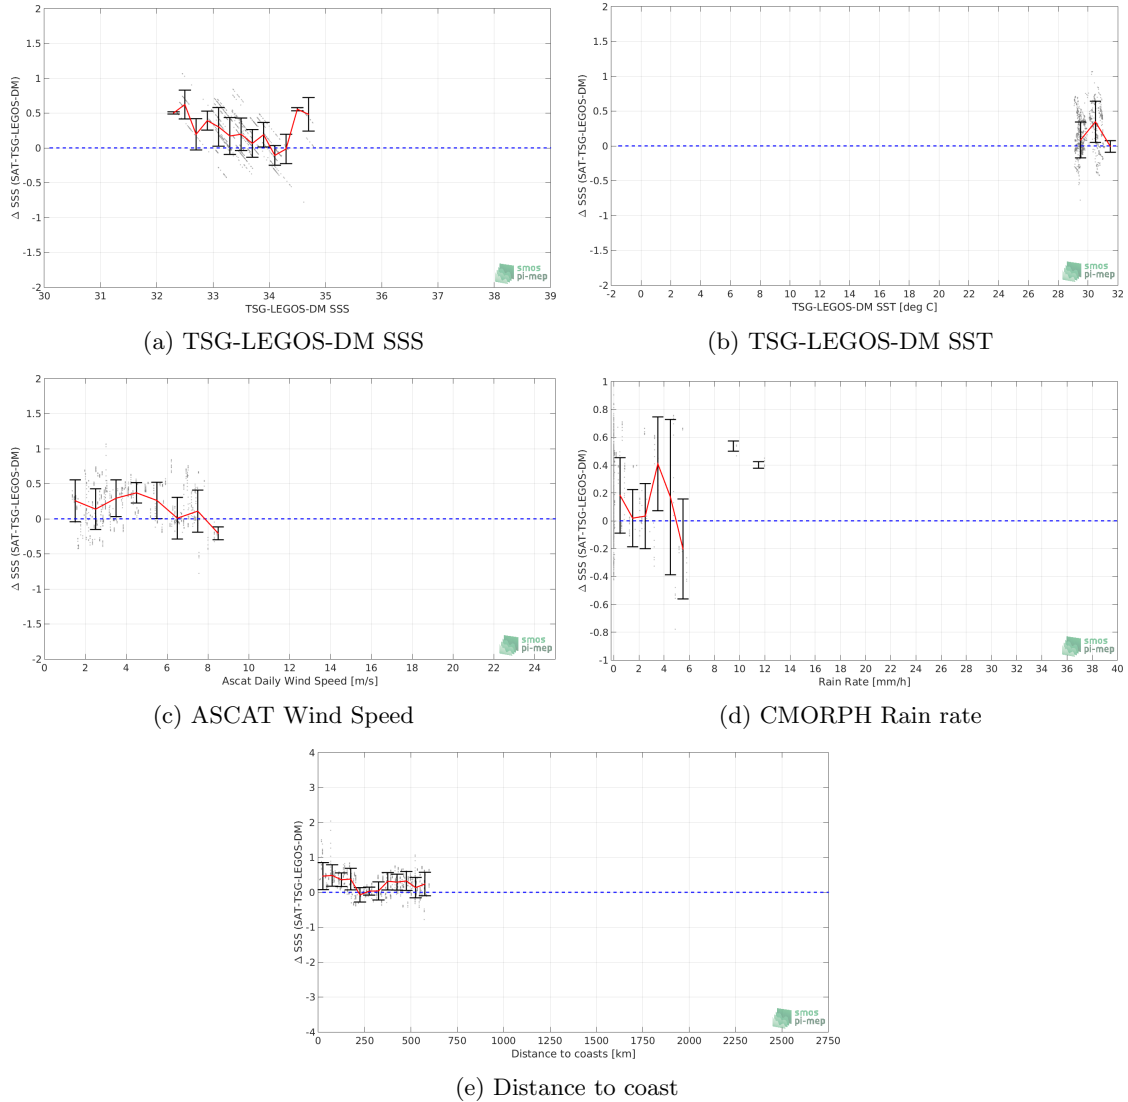 2
1.5
1
0.5
0
-0.5
-1
-1.5
-2
Δ SSS (SAT-TSG-LEGOS-DM)
30 31 32 33 34 35 36 37 38 39
TSG-LEGOS-DM SSS
smos
pi-mep
(a) TSG-LEGOS-DM SSS
2
1.5
1
0.5
0
-0.5
-1
-1.5
-2
Δ SSS (SAT-TSG-LEGOS-DM)
-2 0 2 4 6 8 10 12 14 16 18 20 22 24 26 28 30 32
TSG-LEGOS-DM SST [deg C]
smos
pi-mep
(b) TSG-LEGOS-DM SST
2
1.5
1
0.5
0
-0.5
-1
-1.5
-2
Δ SSS (SAT-TSG-LEGOS-DM)
0 2 4 6 8 10 12 14 16 18 20 22 24
Ascat Daily Wind Speed [m/s]
smos
pi-mep
(c) ASCAT Wind Speed
1
0.8
0.6
0.4
0.2
0
-0.2
-0.4
-0.6
-0.8
-1
Δ SSS (SAT-TSG-LEGOS-DM)
0 2 4 6 8 10 12 14 16 18 20 22 24 26 28 30 32 34 36 38 40
Rain Rate [mm/h]
smos
pi-mep
(d) CMORPH Rain rate
4
3
2
1
0
-1
-2
-3
-4
Δ SSS (SAT-TSG-LEGOS-DM)
0 250 500 750 1000 1250 1500 1750 2000 2250 2500 2750
Distance to coasts [km]
smos
pi-mep
(e) Distance to coast